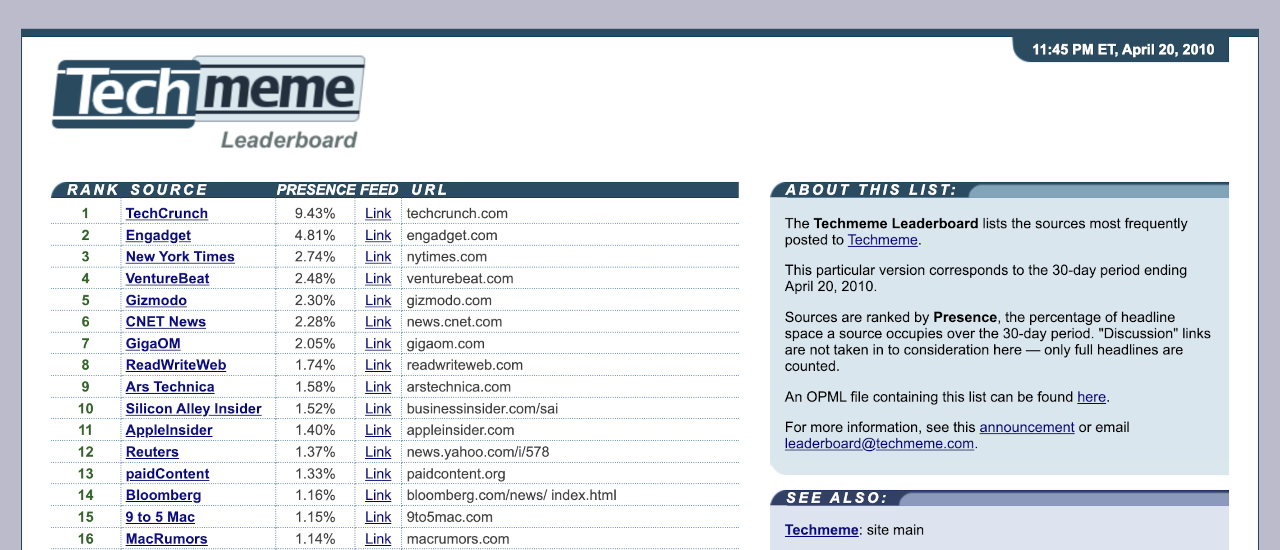 11:45 PM ET, April 20, 2010
Techmeme
Leaderboard
RANK SOURCE PRESENCE FEED URL
1 TechCrunch 9.43% Link techcrunch.com
2 Engadget 4.81% Link engadget.com
3 New York Times 2.74% Link nytimes.com
4 VentureBeat 2.48% Link venturebeat.com
5 Gizmodo 2.30% Link gizmodo.com
6 CNET News 2.28% Link news.cnet.com
7 GigaOM 2.05% Link gigaom.com
8 ReadWriteWeb 1.74% Link readwriteweb.com
9 Ars Technica 1.58% Link arstechnica.com
10 Silicon Alley Insider 1.52% Link businessinsider.com/sai
11 AppleInsider 1.40% Link appleinsider.com
12 Reuters 1.37% Link news.yahoo.com/i/578
13 paidContent 1.33% Link paidcontent.org
14 Bloomberg 1.16% Link bloomberg.com/news/ index.html
15 9 to 5 Mac 1.15% Link 9to5mac.com
16 MacRumors 1.14% Link macrumors.com
ABOUT THIS LIST:
The Techmeme Leaderboard lists the sources most frequently
posted to Techmeme.
This particular version corresponds to the 30-day period ending
April 20, 2010.
Sources are ranked by Presence, the percentage of headline
space a source occupies over the 30-day period. "Discussion" links
are not taken in to consideration here — only full headlines are
counted.
An OPML file containing this list can be found here.
For more information, see this announcement or email
leaderboard@techmeme.com.
SEE ALSO:
Techmeme: site main